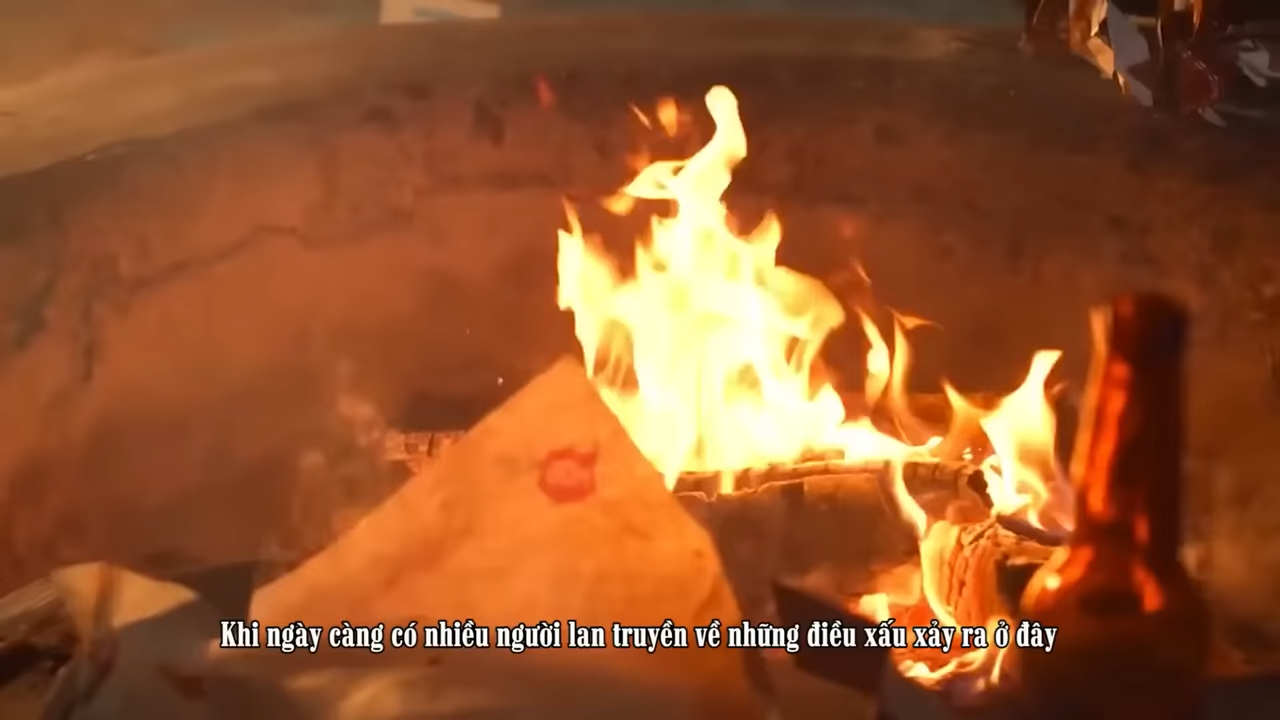 Khi ngày càng có nhiều người lan truyền về những điều xấu xảy ra ở đây